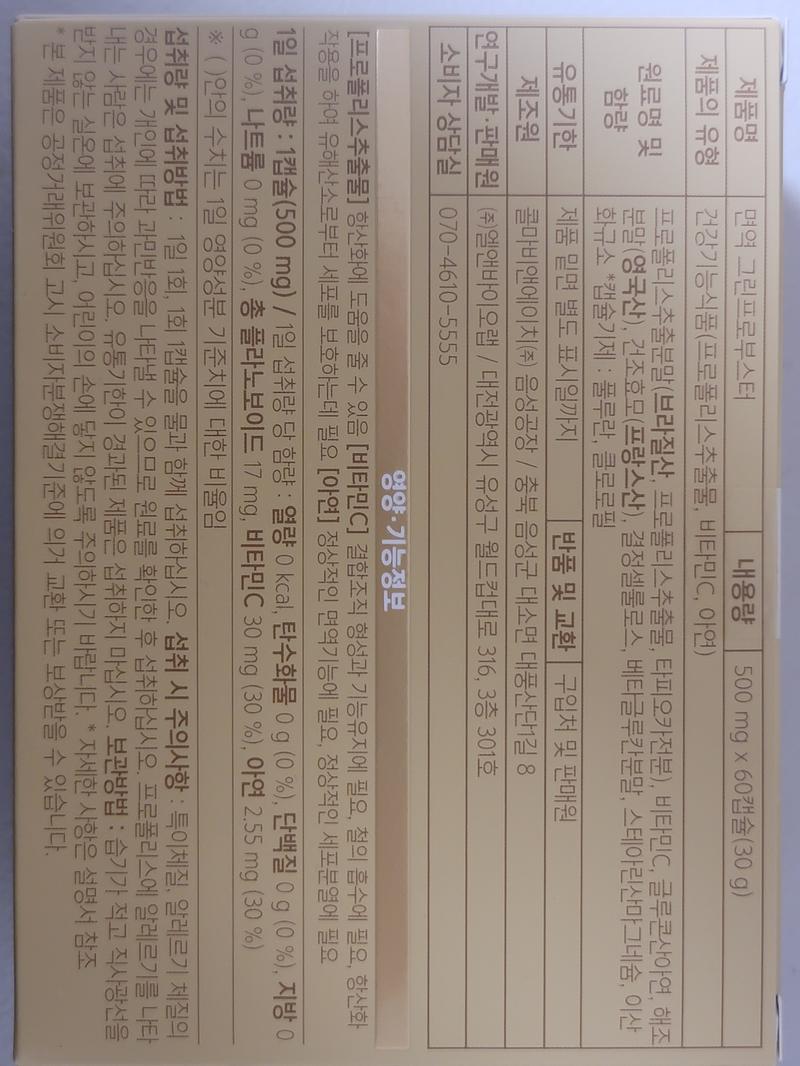 제품명 면역 그린프로부스터 내용량 500 mg x 60캡슐(30 g)
제품의 유형 건강기능식품(프로폴리스추출물, 비타민C, 아연)
원료명 및 함량 프로폴리스추출분말(브라질산, 프로폴리스추출물, 타피오카전분), 비타민C, 글루콘산아연, 해조
분말(영국산), 건조효모(프랑스산), 결정셀룰로스, 베타글루칸분말, 스테아린산마그네슘, 이산
화규소 *캡슐기제 : 풀루란, 클로로필
유통기한 제품 밑면 별도 표시일까지 반품 및 교환 구입처 및 판매원
제조원 콜마비앤에이치㈜ 음성공장 / 충북 음성군 대소면 대풍산단1길 8
연구개발·판매원 ㈜엘앤바이오랩 / 대전광역시 유성구 월드컵대로 316, 3층 301호
소비자 상담실 070-4610-5555
영양·기능정보
[프로폴리스추출물] 항산화에 도움을 줄 수 있음 [비타민C] 결합조직 형성과 기능유지에 필요, 철의 흡수에 필요, 항산화
작용을 하여 유해산소로부터 세포를 보호하는데 필요 [아연] 정상적인 면역기능에 필요, 정상적인 세포분열에 필요
1일 섭취량 : 1캡슐(500 mg) / 1일 섭취량 당 함량 : 열량 0 kcal, 탄수화물 0 g (0 %), 단백질 0 g (0 %), 지방 0
g (0 %), 나트륨 0 mg (0 %), 총 플라노보이드 17 mg, 비타민C 30 mg (30 %), 아연 2.55 mg (30 %)
※ ( )안의 수치는 1일 영양성분 기준치에 대한 비율임
섭취량 및 섭취방법 : 1일 1회, 1회 1캡슐을 물과 함께 섭취하십시오. 섭취 시 주의사항 : 특이체질, 알레르기 체질의
경우에는 개인에 따라 과민반응을 나타낼 수 있으므로 원료를 확인한 후 섭취하십시오. 프로폴리스에 알레르기를 나타
내는 사람은 섭취에 주의하십시오. 유통기한이 경과된 제품은 섭취하지 마십시오. 보관방법 : 습기가 적고 직사광선을
받지 않는 실온에 보관하시고, 어린이의 손에 닿지 않도록 주의하시기 바랍니다. * 자세한 사항은 설명서 참조
* 본 제품은 공정거래위원회 고시 소비자분쟁해결기준에 의거 교환 또는 보상받을 수 있습니다.